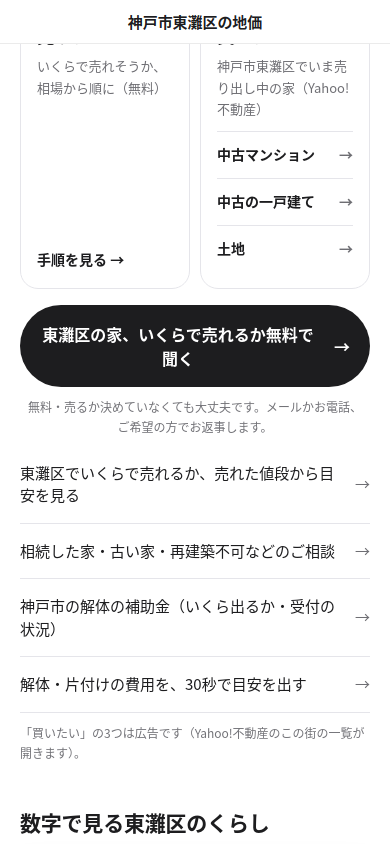 神戸市東灘区の地価
いくらで売れそうか、
相場から順に（無料）
手順を見る →
神戸市東灘区でいま売
り出し中の家（Yahoo!
不動産）
中古マンション →
中古の一戸建て →
土地 →
東灘区の家、いくらで売れるか無料で
聞く →
無料・売るか決めていなくても大丈夫です。メールかお電話、
ご希望の方でお返事します。
東灘区でいくらで売れるか、売れた値段から目
安を見る →
相続した家・古い家・再建築不可などのご相談 →
神戸市の解体の補助金（いくら出るか・受付の
状況） →
解体・片付けの費用を、30秒で目安を出す →
「買いたい」の3つは広告です（Yahoo!不動産のこの街の一覧が
開きます）。
数字で見る東灘区のくらし